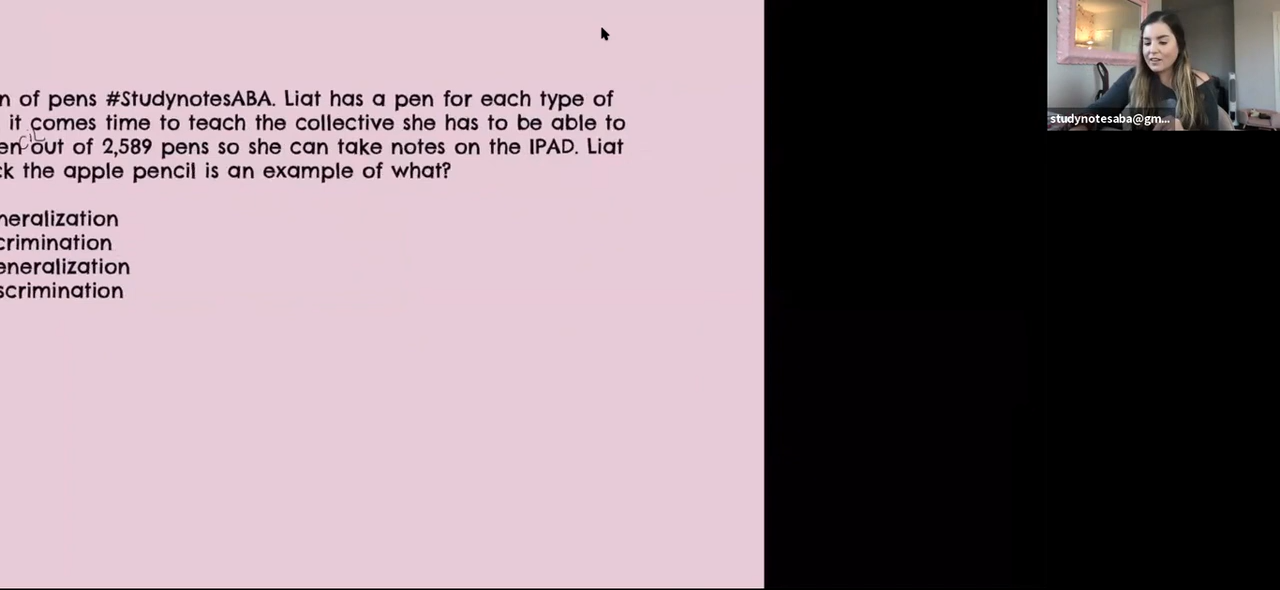 n of pens #StudynotesABA. Liat has a pen for each type of
it comes time to teach the collective she has to be able to
cil
en out of 2,589 pens so she can take notes on the IPAD. Liat
ck the apple pencil is an example of what?
neralization
crimination
eneralization
scrimination
studynotesaba@gm...